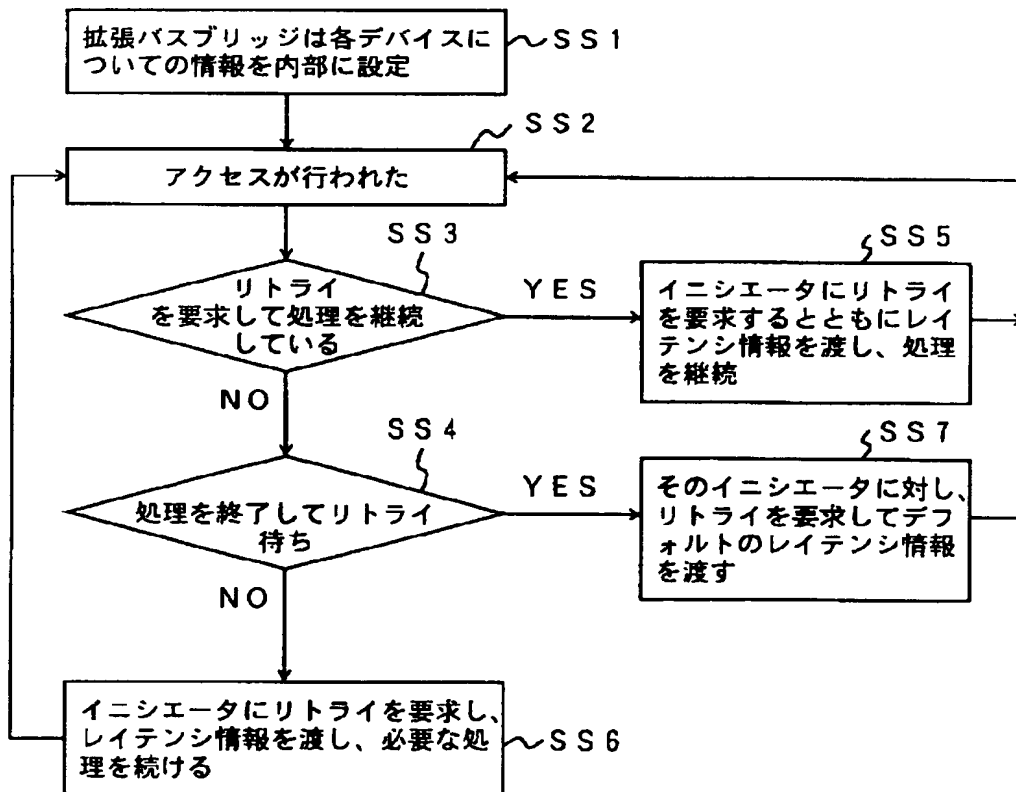 拡張バスブリッジは各デバイスに
ついての情報を内部に設定
SS1
SS2
アクセスが行われた
SS3
リトライ
を要求して処理を継続
している
YES
NO
SS5
イニシエータにリトライ
を要求するとともにレイ
テンシ情報を渡し、処理
を継続
SS4
処理を終了してリトライ
待ち
YES
NO
SS7
そのイニシエータに対し、
リトライを要求してデフ
ォルトのレイテンシ情報
を渡す
イニシエータにリトライを要求し、
レイテンシ情報を渡し、必要な処
理を続ける
SS6